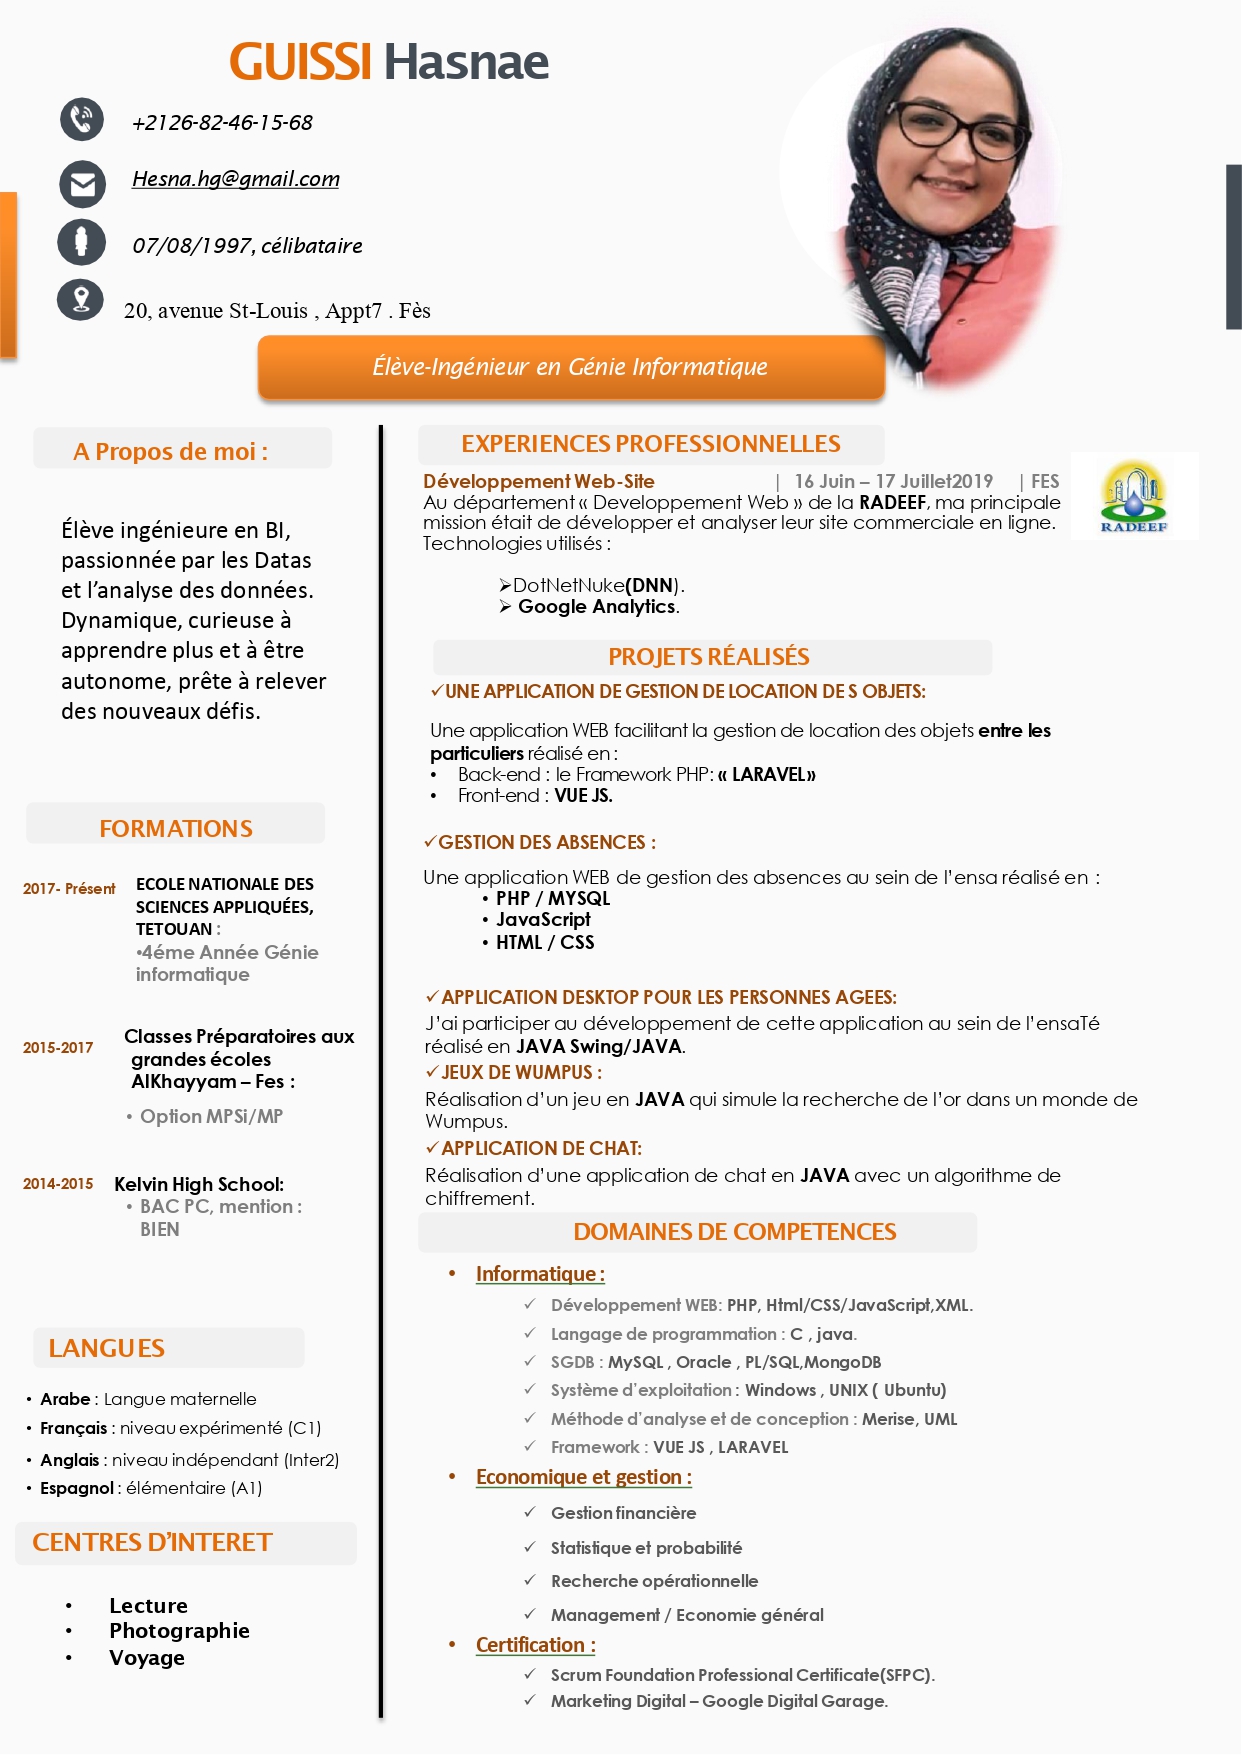 GUISSI Hasnae
+2126-82-46-15-68
Hesna.hg@gmail.com
07/08/1997, célibataire
20, avenue St-Louis , Appt7 . Fès
Élève-Ingénieur en Génie Informatique
A Propos de moi :
Élève ingénieure en BI,
passionnée par les Datas
et l’analyse des données.
Dynamique, curieuse à
apprendre plus et à être
autonome, prête à relever
des nouveaux défis.
FORMATIONS
2017- Présent
ECOLE NATIONALE DES
SCIENCES APPLIQUÉES,
TETOUAN :
•4éme Année Génie
informatique
2015-2017
Classes Préparatoires aux
grandes écoles
AlKhayyam – Fes :
• Option MPSi/MP
2014-2015
Kelvin High School:
• BAC PC, mention :
BIEN
LANGUES
• Arabe : Langue maternelle
• Français : niveau expérimenté (C1)
• Anglais : niveau indépendant (Inter2)
• Espagnol : élémentaire (A1)
CENTRES D’INTERET
• Lecture
• Photographie
• Voyage
EXPERIENCES PROFESSIONNELLES
Développement Web-Site | 16 Juin – 17 Juillet2019 | FES
Au département « Developpement Web » de la RADEEF, ma principale
mission était de développer et analyser leur site commerciale en ligne.
Technologies utilisés :
➢DotNetNuke(DNN).
➢ Google Analytics.
RADEEF
PROJETS RÉALISÉS
✓UNE APPLICATION DE GESTION DE LOCATION DE S OBJETS:
Une application WEB facilitant la gestion de location des objets entre les
particuliers réalisé en :
• Back-end : le Framework PHP: « LARAVEL»
• Front-end : VUE JS.
✓GESTION DES ABSENCES :
Une application WEB de gestion des absences au sein de l’ensa réalisé en :
• PHP / MYSQL
• JavaScript
• HTML / CSS
✓APPLICATION DESKTOP POUR LES PERSONNES AGEES:
J’ai participer au développement de cette application au sein de l’ensaTé
réalisé en JAVA Swing/JAVA.
✓JEUX DE WUMPUS :
Réalisation d’un jeu en JAVA qui simule la recherche de l’or dans un monde de
Wumpus.
✓APPLICATION DE CHAT:
Réalisation d’une application de chat en JAVA avec un algorithme de
chiffrement.
DOMAINES DE COMPETENCES
• Informatique :
✓ Développement WEB: PHP, Html/CSS/JavaScript,XML.
✓ Langage de programmation : C , java.
✓ SGDB : MySQL , Oracle , PL/SQL,MongoDB
✓ Système d’exploitation : Windows , UNIX ( Ubuntu)
✓ Méthode d’analyse et de conception : Merise, UML
✓ Framework : VUE JS , LARAVEL
• Economique et gestion :
✓ Gestion financière
✓ Statistique et probabilité
✓ Recherche opérationnelle
✓ Management / Economie général
• Certification :
✓ Scrum Foundation Professional Certificate(SFPC).
✓ Marketing Digital – Google Digital Garage.